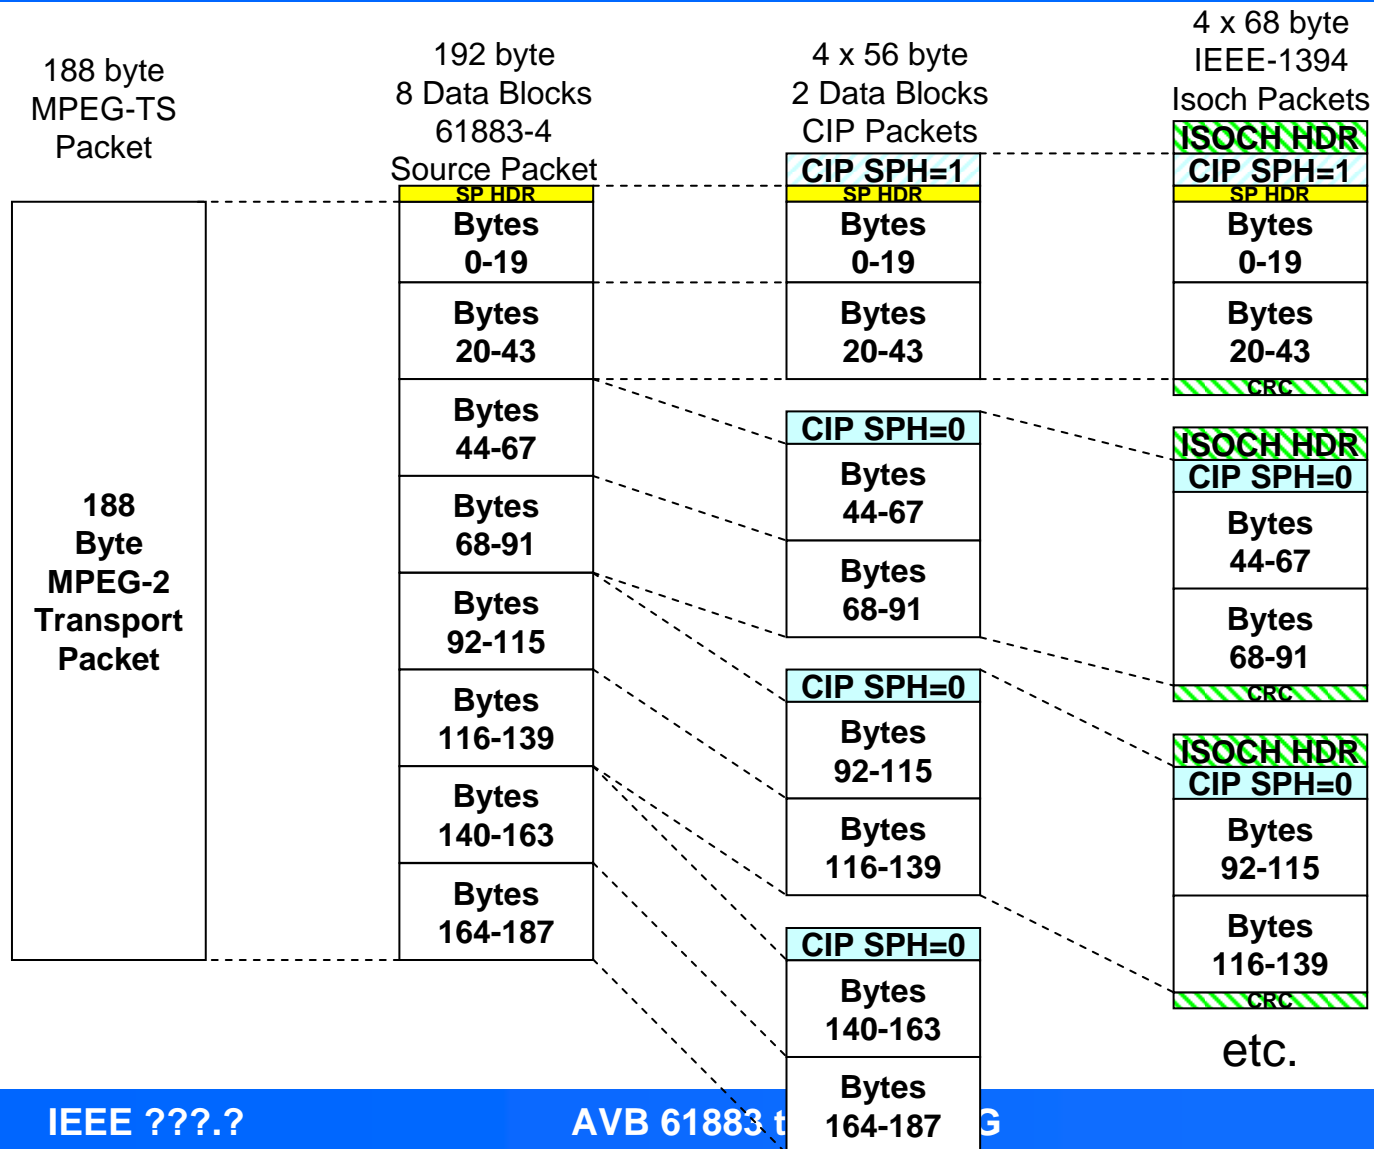 188 byte
MPEG-TS
Packet
192 byte
8 Data Blocks
61883-4
Source Packet
4 x 56 byte
2 Data Blocks
CIP Packets
4 x 68 byte
IEEE-1394
Isoch Packets
188
Byte
MPEG-2
Transport
Packet
SP HDR
Bytes
0-19
Bytes
20-43
Bytes
44-67
Bytes
68-91
Bytes
92-115
Bytes
116-139
Bytes
140-163
Bytes
164-187
CIP SPH=1
SP HDR
Bytes
0-19
Bytes
20-43
CIP SPH=0
Bytes
44-67
Bytes
68-91
CIP SPH=0
Bytes
92-115
Bytes
116-139
CIP SPH=0
Bytes
140-163
Bytes
164-187
ISOCH HDR
CIP SPH=1
SP HDR
Bytes
0-19
Bytes
20-43
CRC
ISOCH HDR
CIP SPH=0
Bytes
44-67
Bytes
68-91
CRC
ISOCH HDR
CIP SPH=0
Bytes
92-115
Bytes
116-139
CRC
etc.
IEEE ???.?
AVB 61883